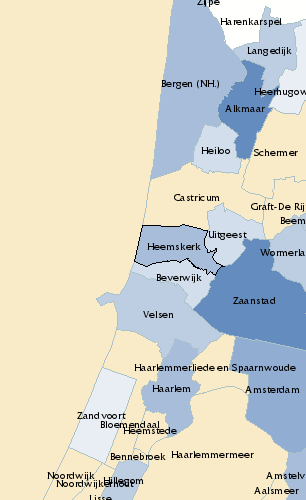 Zijpe
Harenkarspel
Langedijk
Bergen (NH.)
Heerhugow
Alkmaar
Heiloo
Schermer
Castricum
Graft-De Rij
Beem
Uitgeest
Heemskerk
Wormerla
Beverwijk
Zaanstad
Velsen
Haarlemmerliede en Spaarnwoude
Haarlem
Amsterdam
Zandvoort
Bloemendaal
Heemstede
Bennebroek
Haarlemmermeer
Noordwijk
Amstelv
Hillegom
Noordwijkerhout
Aalsmeer
Lisse